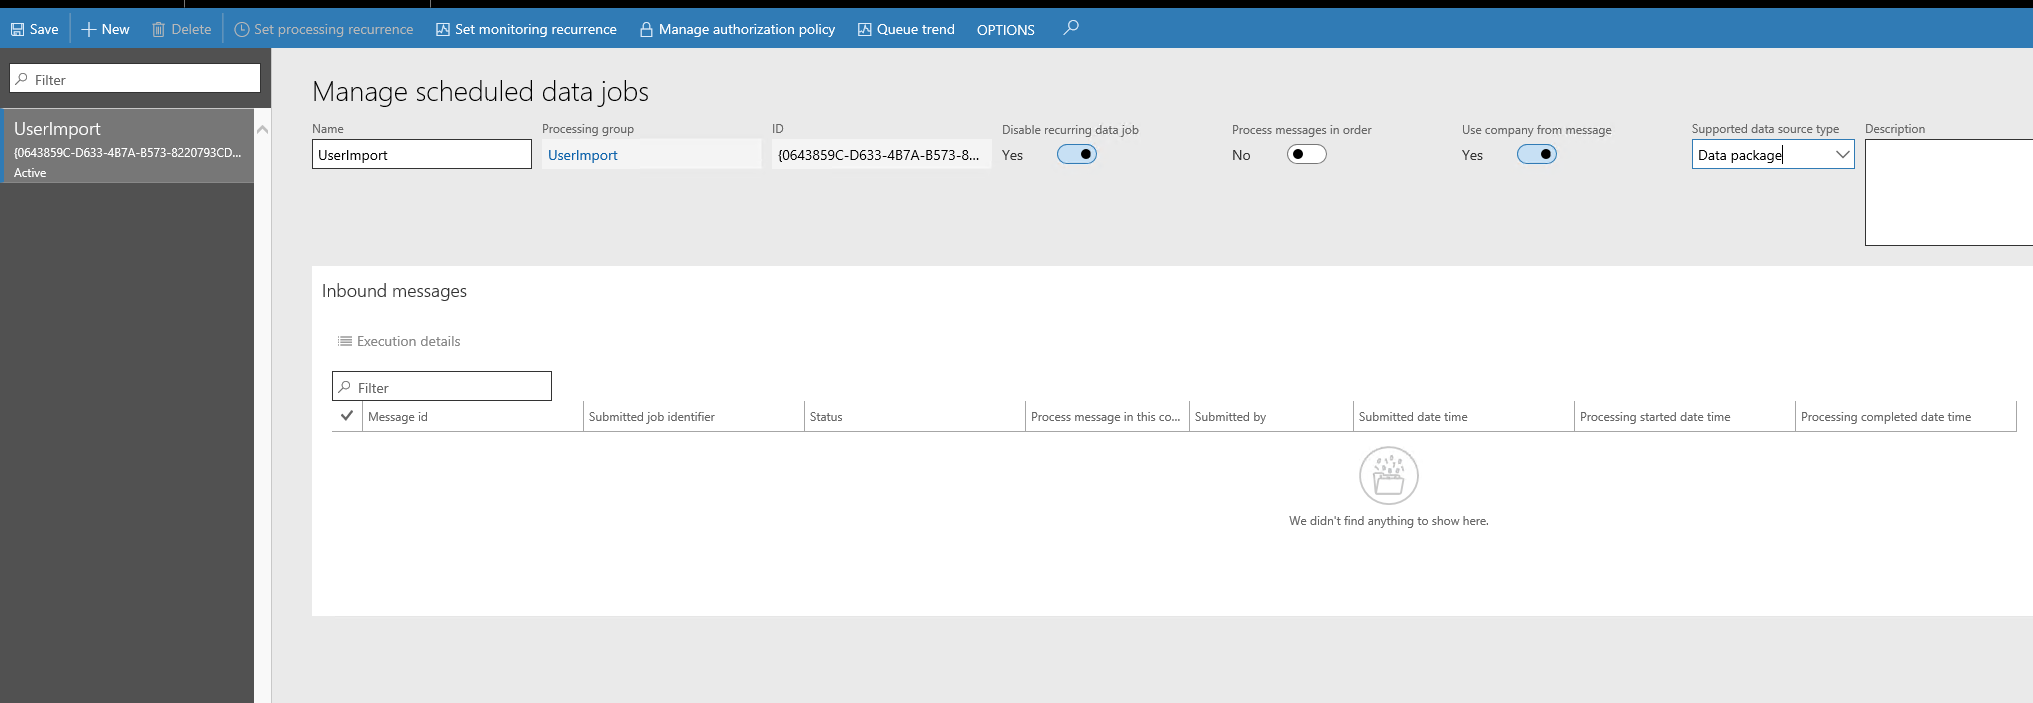 Save New Delete Set processing recurrence Set monitoring recurrence Manage authorization policy Queue trend OPTIONS
Filter
UserImport
{0643859C-D633-4B7A-B573-8220793CD...
Active
Manage scheduled data jobs
Name Processing group ID Disable recurring data job Process messages in order Use company from message Supported data source type Description
UserImport UserImport {0643859C-D633-4B7A-B573-8... Yes No Yes Data package
Inbound messages
Execution details
Filter
Message id Submitted job identifier Status Process message in this co... Submitted by Submitted date time Processing started date time Processing completed date time
We didn't find anything to show here.